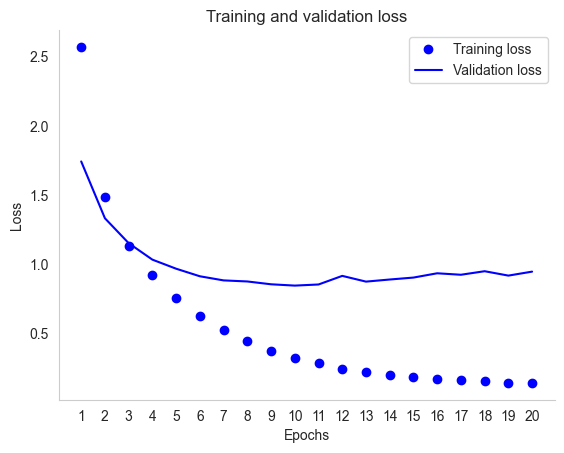 Training and validation loss
Training loss
Validation loss
2.5
2.0
1.5
1.0
0.5
Loss
1 2 3 4 5 6 7 8 9 10 11 12 13 14 15 16 17 18 19 20
Epochs